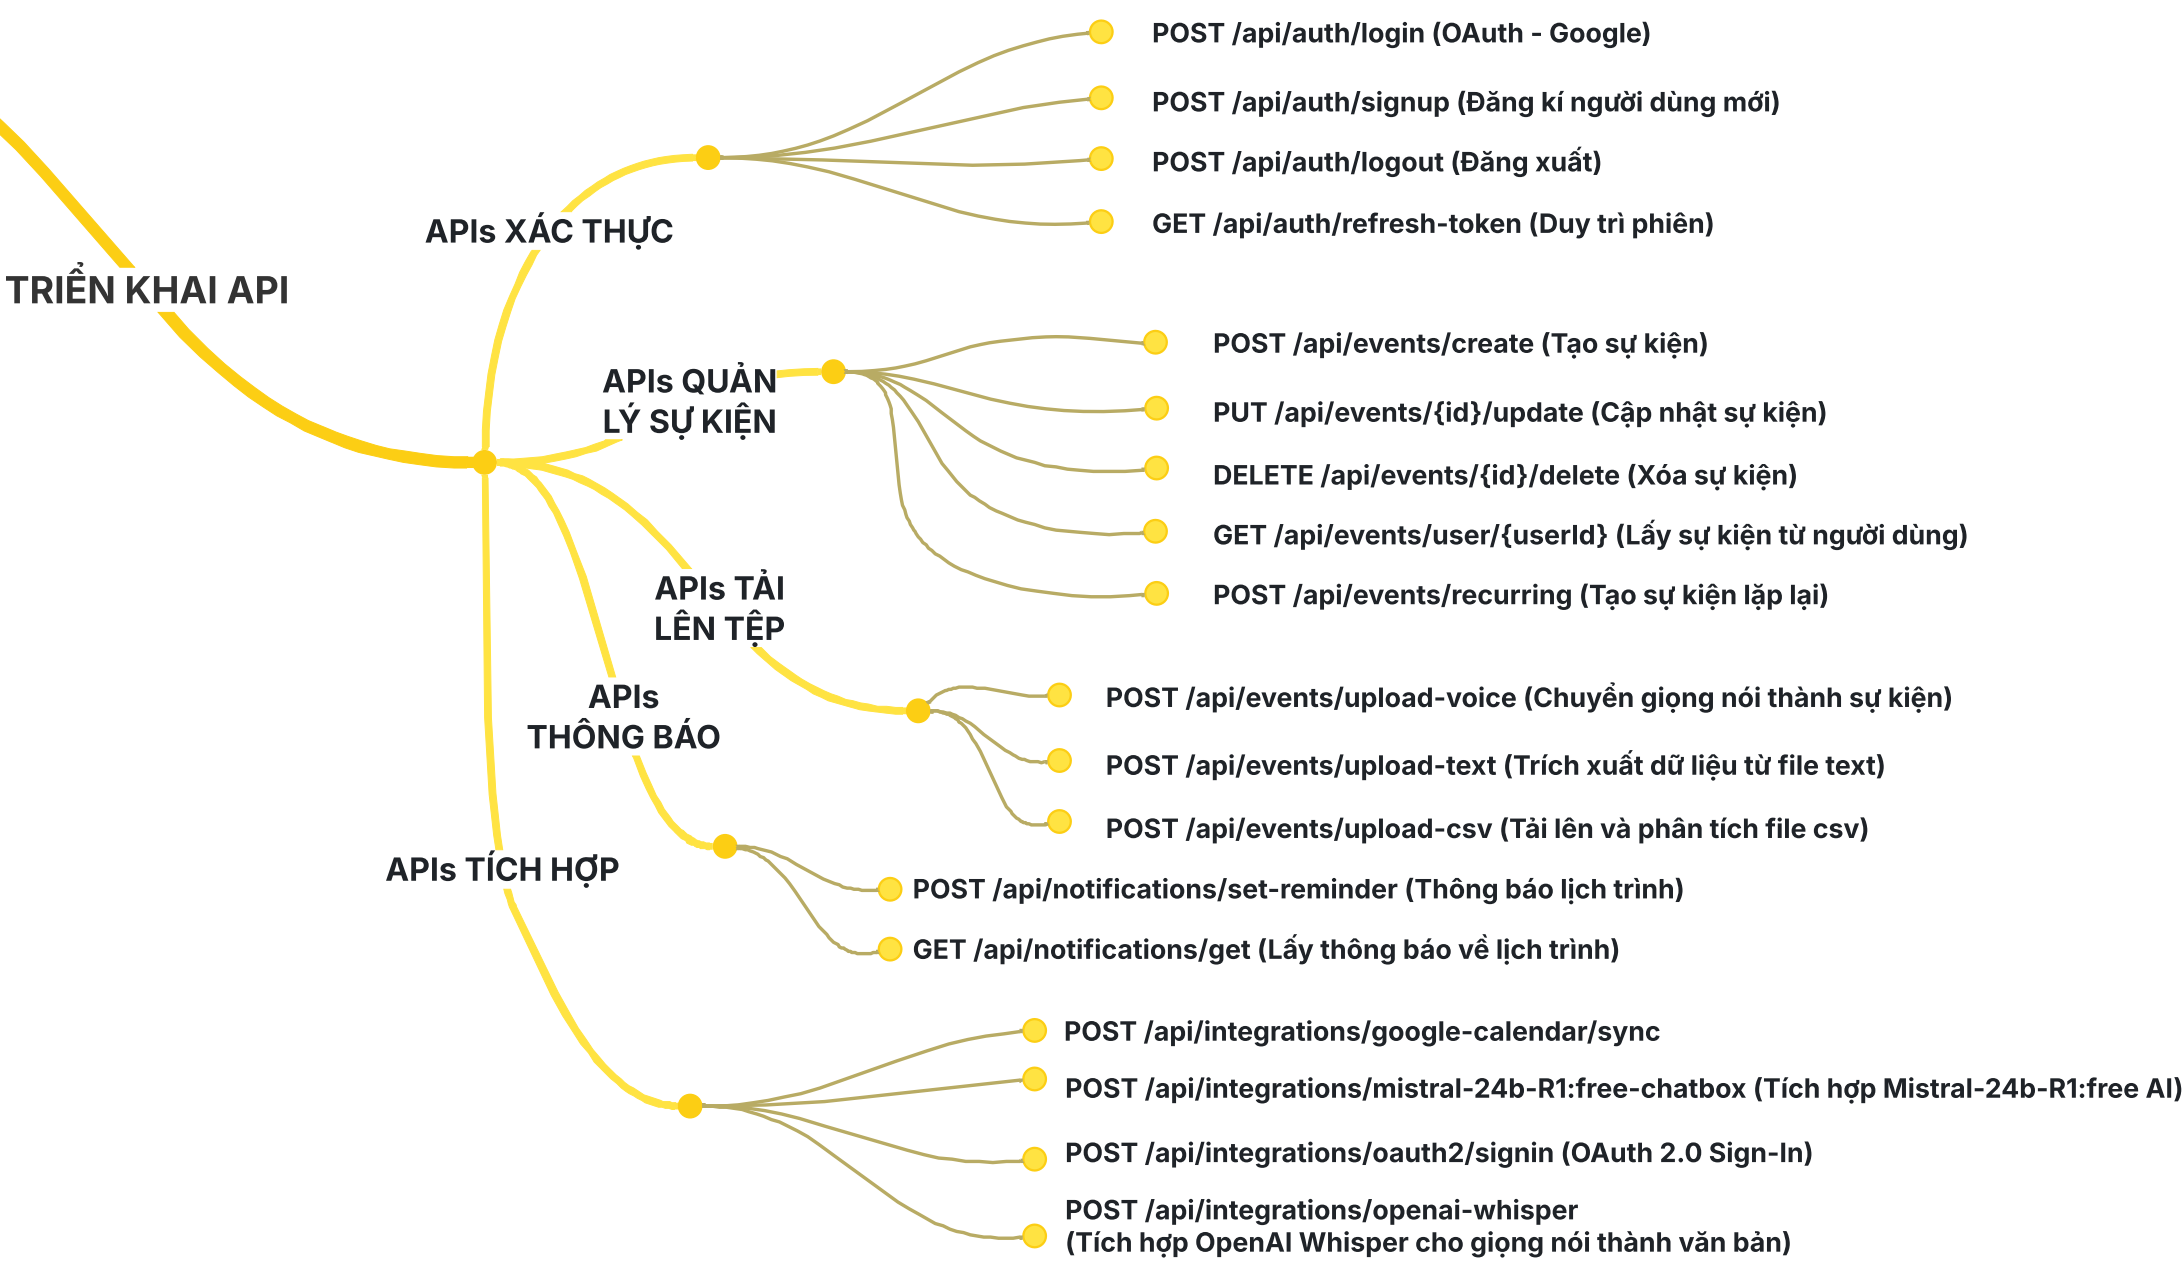 TRIỂN KHAI API
APIs XÁC THỰC
POST /api/auth/login (OAuth - Google)
POST /api/auth/signup (Đăng kí người dùng mới)
POST /api/auth/logout (Đăng xuất)
GET /api/auth/refresh-token (Duy trì phiên)
APIs QUẢN
LÝ SỰ KIỆN
POST /api/events/create (Tạo sự kiện)
PUT /api/events/{id}/update (Cập nhật sự kiện)
DELETE /api/events/{id}/delete (Xóa sự kiện)
GET /api/events/user/{userId} (Lấy sự kiện từ người dùng)
POST /api/events/recurring (Tạo sự kiện lặp lại)
APIs TẢI
LÊN TỆP
POST /api/events/upload-voice (Chuyển giọng nói thành sự kiện)
POST /api/events/upload-text (Trích xuất dữ liệu từ file text)
POST /api/events/upload-csv (Tải lên và phân tích file csv)
APIs
THÔNG BÁO
POST /api/notifications/set-reminder (Thông báo lịch trình)
GET /api/notifications/get (Lấy thông báo về lịch trình)
APIs TÍCH HỢP
POST /api/integrations/google-calendar/sync
POST /api/integrations/mistral-24b-R1:free-chatbox (Tích hợp Mistral-24b-R1:free AI)
POST /api/integrations/oauth2/signin (OAuth 2.0 Sign-In)
POST /api/integrations/openai-whisper
(Tích hợp OpenAI Whisper cho giọng nói thành văn bản)